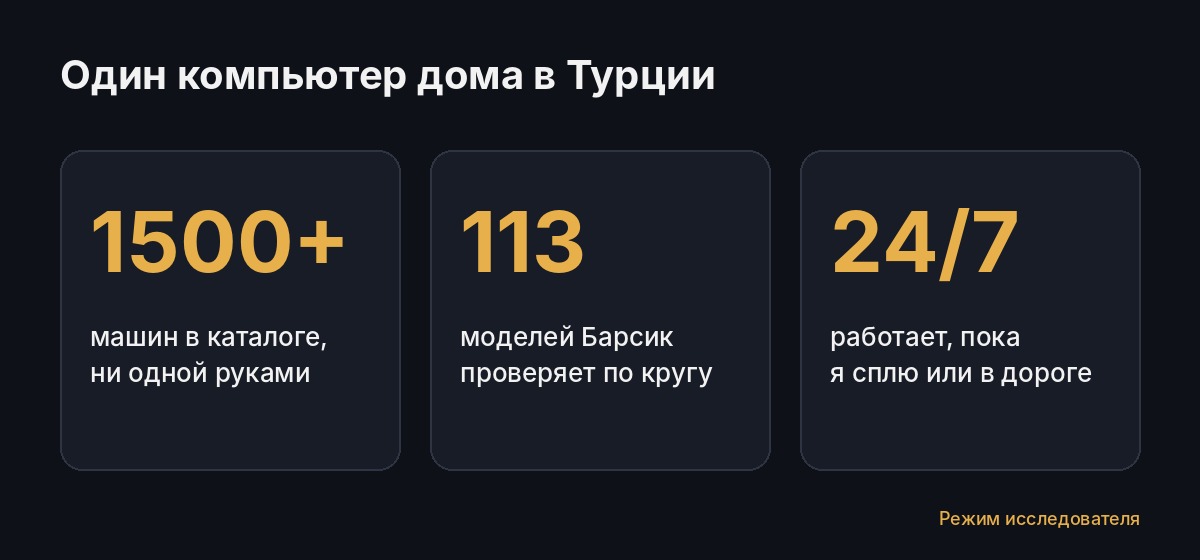 Один компьютер дома в Турции
1500+
машин в каталоге,
ни одной руками
113
моделей Барсик
проверяет по кругу
24/7
работает, пока
я сплю или в дороге
Режим исследователя